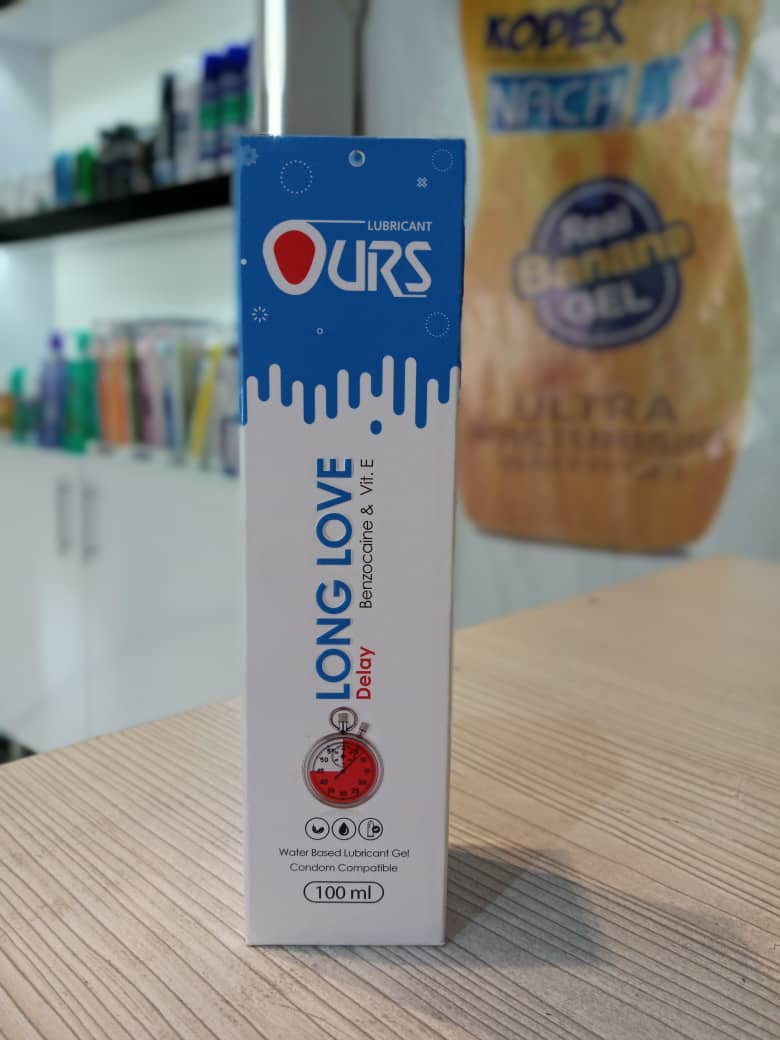 LUBRICANT
OURS
LONG LOVE
Delay Benzocaine & Vit. E
Water Based Lubricant Gel
Condom Compatible
100 ml
KODEX
Real
Banana
GEL
ULTRA